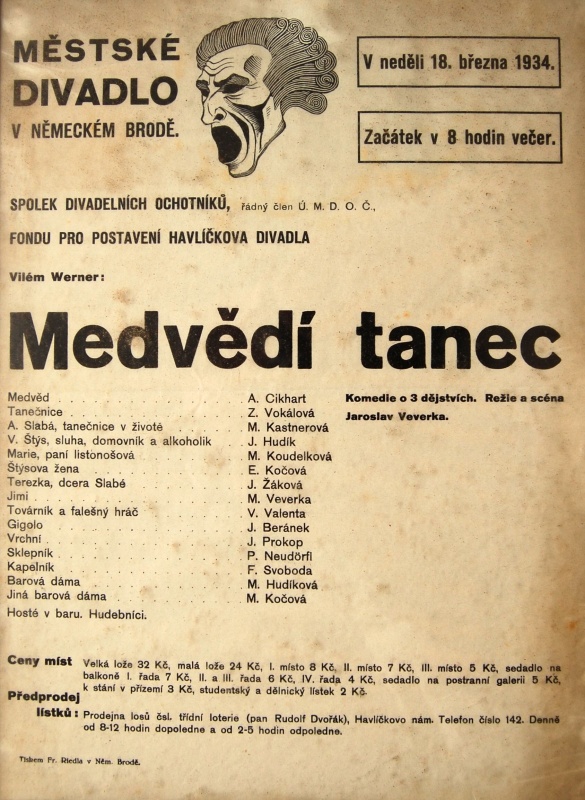 MĚSTSKÉ
DIVADLO
V NĚMECKÉM BRODĚ.
V neděli 18. března 1934.
Začátek v 8 hodin večer.
SPOLEK DIVADELNÍCH OCHOTNÍKŮ, řádný člen Ú. M. D. O. Č.,
FONDU PRO POSTAVENÍ HAVLÍČKOVA DIVADLA
Vilém Werner:
Medvědí tanec
Medvěd . . . . . . . . . . A. Cikhart
Tanečnice . . . . . . . . . . Z. Vokálová
A. Slabá, tanečnice v životě . . . . . M. Kastnerová
V. Štýs, sluha, domovník a alkoholik . . J. Hudík
Marie, paní listonošová . . . . . . M. Koudelková
Štýsova žena . . . . . . . . . E. Kočová
Terezka, dcera Slabé . . . . . . . J. Žáková
Jimi . . . . . . . . . . M. Veverka
Továrník a falešný hráč . . . . . . V. Valenta
Gigolo . . . . . . . . . . J. Beránek
Vrchní . . . . . . . . . . J. Prokop
Sklepník . . . . . . . . . . P. Neudörfl
Kapelník . . . . . . . . . . F. Svoboda
Barová dáma . . . . . . . . . M. Hudíková
Jiná barová dáma . . . . . . . . M. Kočová
Hosté v baru. Hudebníci.
Komedie o 3 dějstvích. Režie a scéna
Jaroslav Veverka.
Ceny míst Velká lože 32 Kč, malá lože 24 Kč, I. místo 8 Kč, II. místo 7 Kč, III. místo 5 Kč, sedadlo na
balkoně I. řada 7 Kč, II. a III. řada 6 Kč, IV. řada 4 Kč, sedadlo na postranní galerii 5 Kč,
k stání v přízemí 3 Kč, studentský a dělnický lístek 2 Kč.
Předprodej
lístků: Prodejna losů čsl. třídní loterie (pan Rudolf Dvořák), Havlíčkovo nám. Telefon číslo 142. Denně
od 8-12 hodin dopoledne a od 2-5 hodin odpoledne.
Tiskem Fr. Riedla v Něm. Brodě.